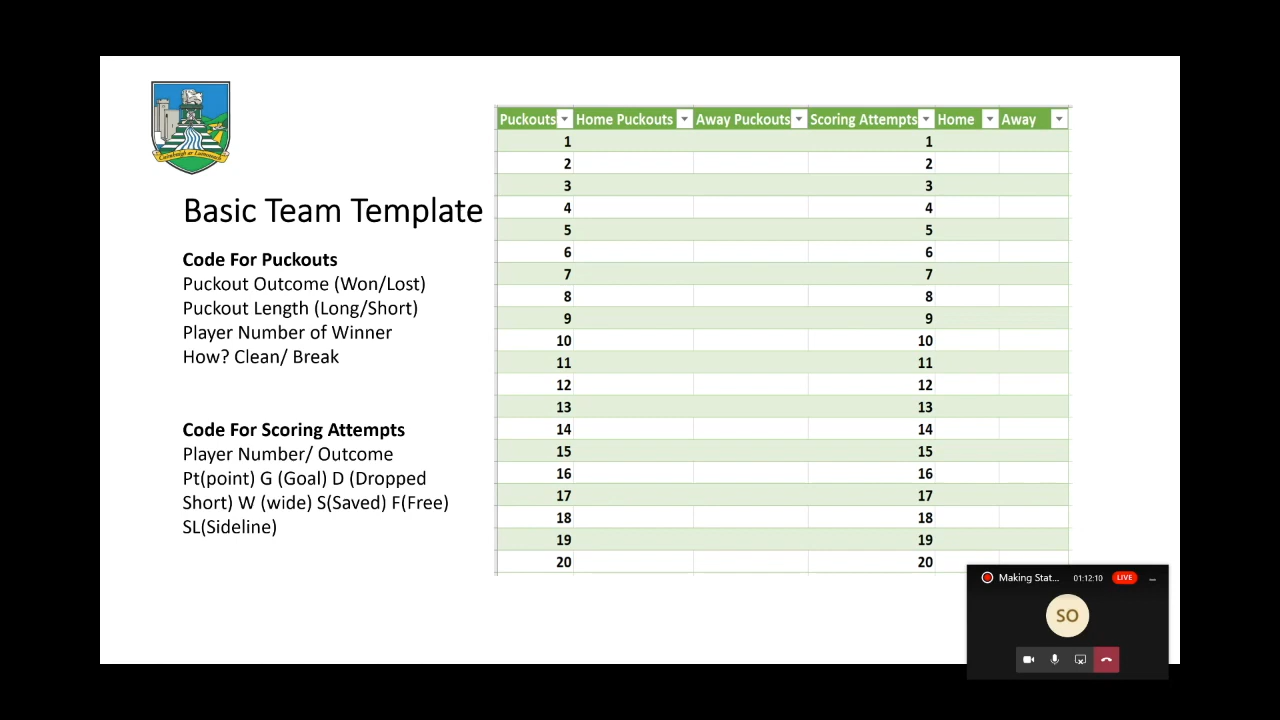 Basic Team Template
Code For Puckouts
Puckout Outcome (Won/Lost)
Puckout Length (Long/Short)
Player Number of Winner
How? Clean/ Break
Code For Scoring Attempts
Player Number/ Outcome
Pt(point) G (Goal) D (Dropped
Short) W (wide) S(Saved) F(Free)
SL(Sideline)
Puckouts Home Puckouts Away Puckouts Scoring Attempts Home Away
1 1
2 2
3 3
4 4
5 5
6 6
7 7
8 8
9 9
10 10
11 11
12 12
13 13
14 14
15 15
16 16
17 17
18 18
19 19
20 20
Making Stat... 01:12:10 LIVE
SO